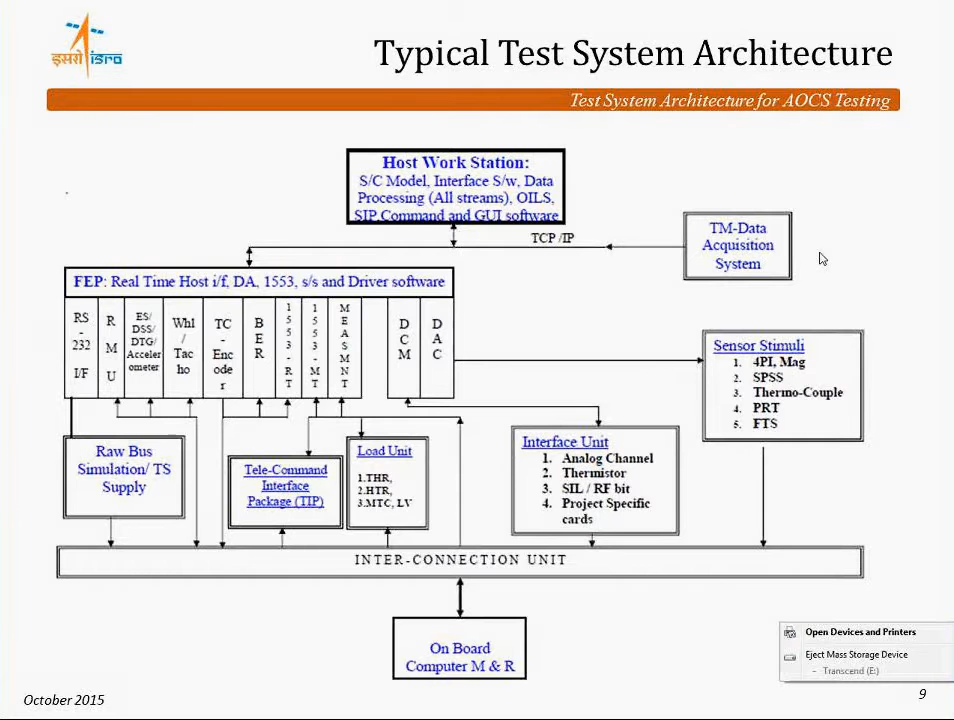 इसरो isro
Typical Test System Architecture
Test System Architecture for AOCS Testing
Host Work Station:
S/C Model, Interface S/w, Data
Processing (All streams), OILS,
SIP Command and GUI software
TCP /IP
TM-Data
Acquisition
System
FEP: Real Time Host i/f, DA, 1553, s/s and Driver software
RS
-
232
I/F
R
M
U
ES/
DSS/
DTG/
Acceler
ometer
Whl
/
Tac
ho
TC
-
Enc
ode
r
B
E
R
1
5
5
3
-
R
T
1
5
5
3
-
M
T
M
E
A
S
M
N
T
D
C
M
D
A
C
Sensor Stimuli
1. 4PI, Mag
2. SPSS
3. Thermo-Couple
4. PRT
5. FTS
Raw Bus
Simulation/ TS
Supply
Tele-Command
Interface
Package (TIP)
Load Unit
1.THR,
2.HTR,
3.MTC, LV
Interface Unit
1. Analog Channel
2. Thermistor
3. SIL / RF bit
4. Project Specific
cards
INTER-CONNECTION UNIT
On Board
Computer M & R
Open Devices and Printers
Eject Mass Storage Device
- Transcend (E:)
October 2015
9